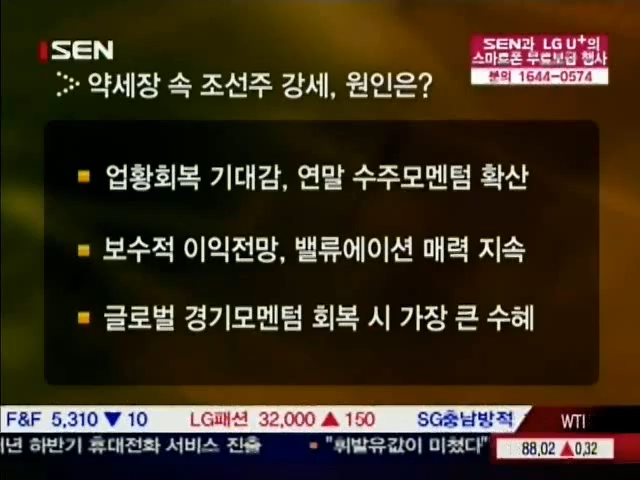 SEN
SEN과 LG U+의
스마트폰 무료보급 행사
문의 1644-0574
약세장 속 조선주 강세, 원인은?
업황회복 기대감, 연말 수주모멘텀 확산
보수적 이익전망, 밸류에이션 매력 지속
글로벌 경기모멘텀 회복 시 가장 큰 수혜
F&F 5,310 ▼ 10 LG패션 32,000 ▲ 150 SG충남방적
WTI
하반기 휴대전화 서비스 진출 ▪ "휘발유값이 미쳤다"
88,02 ▲0,32